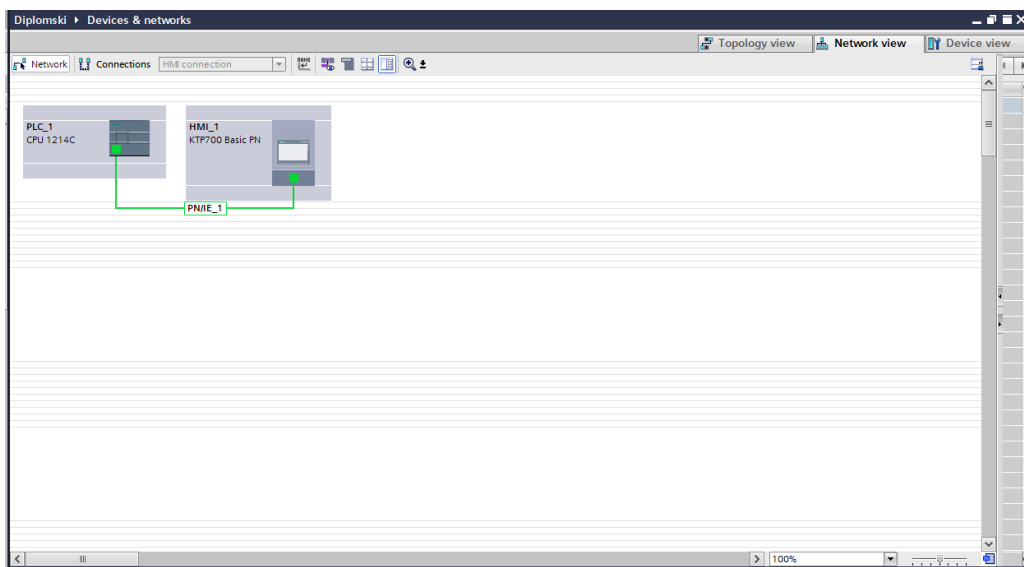 Diplomski ▸ Devices & networks
Topology view
Network view
Device view
Network
Connections
HMI connection
PLC_1
CPU 1214C
HMI_1
KTP700 Basic PN
PN/IE_1
100%